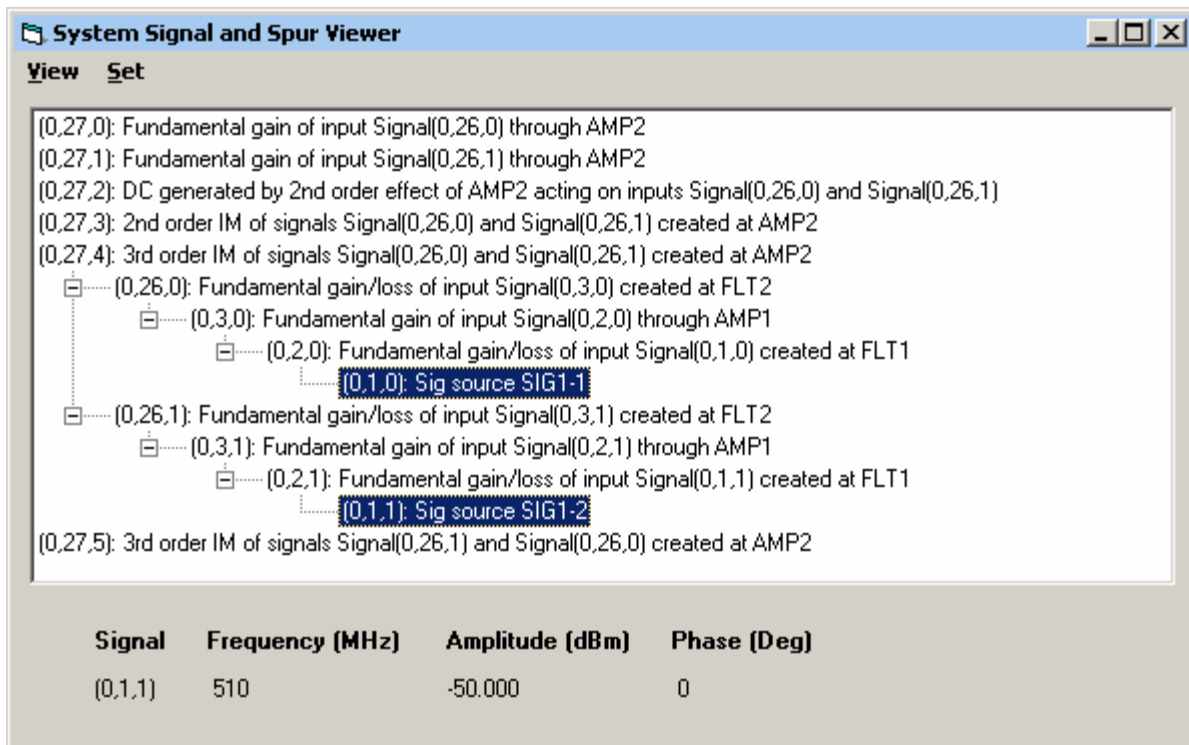 System Signal and Spur Viewer
View Set
(0,27,0): Fundamental gain of input Signal(0,26,0) through AMP2
(0,27,1): Fundamental gain of input Signal(0,26,1) through AMP2
(0,27,2): DC generated by 2nd order effect of AMP2 acting on inputs Signal(0,26,0) and Signal(0,26,1)
(0,27,3): 2nd order IM of signals Signal(0,26,0) and Signal(0,26,1) created at AMP2
(0,27,4): 3rd order IM of signals Signal(0,26,0) and Signal(0,26,1) created at AMP2
(0,26,0): Fundamental gain/loss of input Signal(0,3,0) created at FLT2
(0,3,0): Fundamental gain of input Signal(0,2,0) through AMP1
(0,2,0): Fundamental gain/loss of input Signal(0,1,0) created at FLT1
(0,1,0): Sig source SIG1-1
(0,26,1): Fundamental gain/loss of input Signal(0,3,1) created at FLT2
(0,3,1): Fundamental gain of input Signal(0,2,1) through AMP1
(0,2,1): Fundamental gain/loss of input Signal(0,1,1) created at FLT1
(0,1,1): Sig source SIG1-2
(0,27,5): 3rd order IM of signals Signal(0,26,1) and Signal(0,26,0) created at AMP2
Signal Frequency (MHz) Amplitude (dBm) Phase (Deg)
(0,1,1) 510 -50.000 0